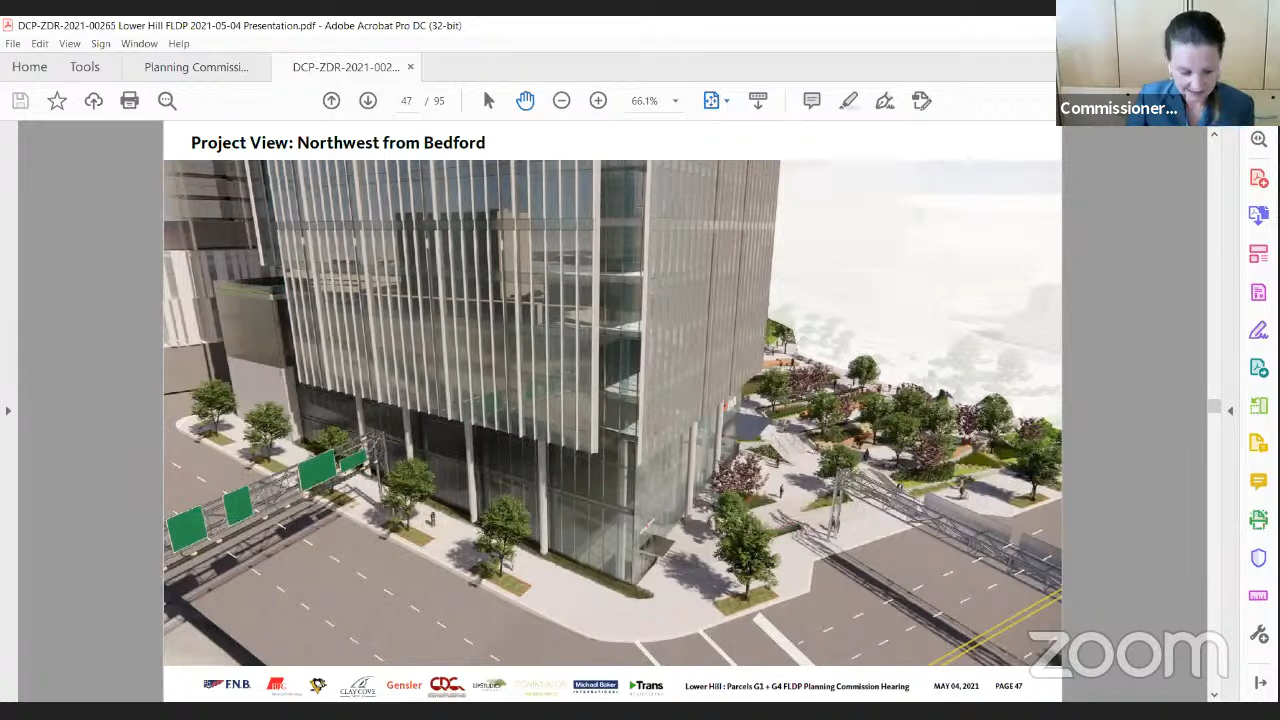 DCP-ZDR-2021-00265 Lower Hill FLDP 2021-05-04 Presentation.pdf - Adobe Acrobat Pro DC (32-bit)
File Edit View Sign Window Help
Home Tools Planning Commissi... DCP-ZDR-2021-002... ×
47 / 95 66.1%
Commissioner...
Project View: Northwest from Bedford
zoom
F.N.B. CLAY COVE Gensler CDC Michael Baker INTERNATIONAL Trans Lower Hill : Parcels G1 + G4 FLDP Planning Commission Hearing MAY 04, 2021 PAGE 47